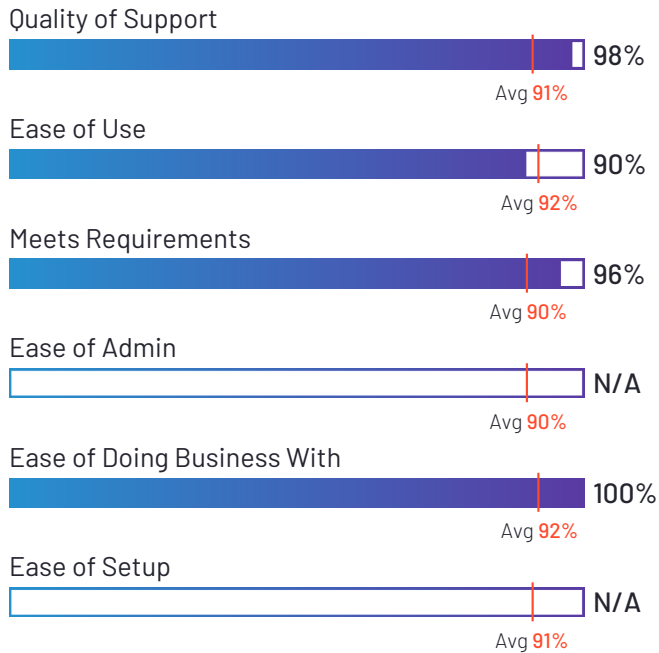 Quality of Support
98%
Avg 91%
Ease of Use
90%
Avg 92%
Meets Requirements
96%
Avg 90%
Ease of Admin
N/A
Avg 90%
Ease of Doing Business With
100%
Avg 92%
Ease of Setup
N/A
Avg 91%